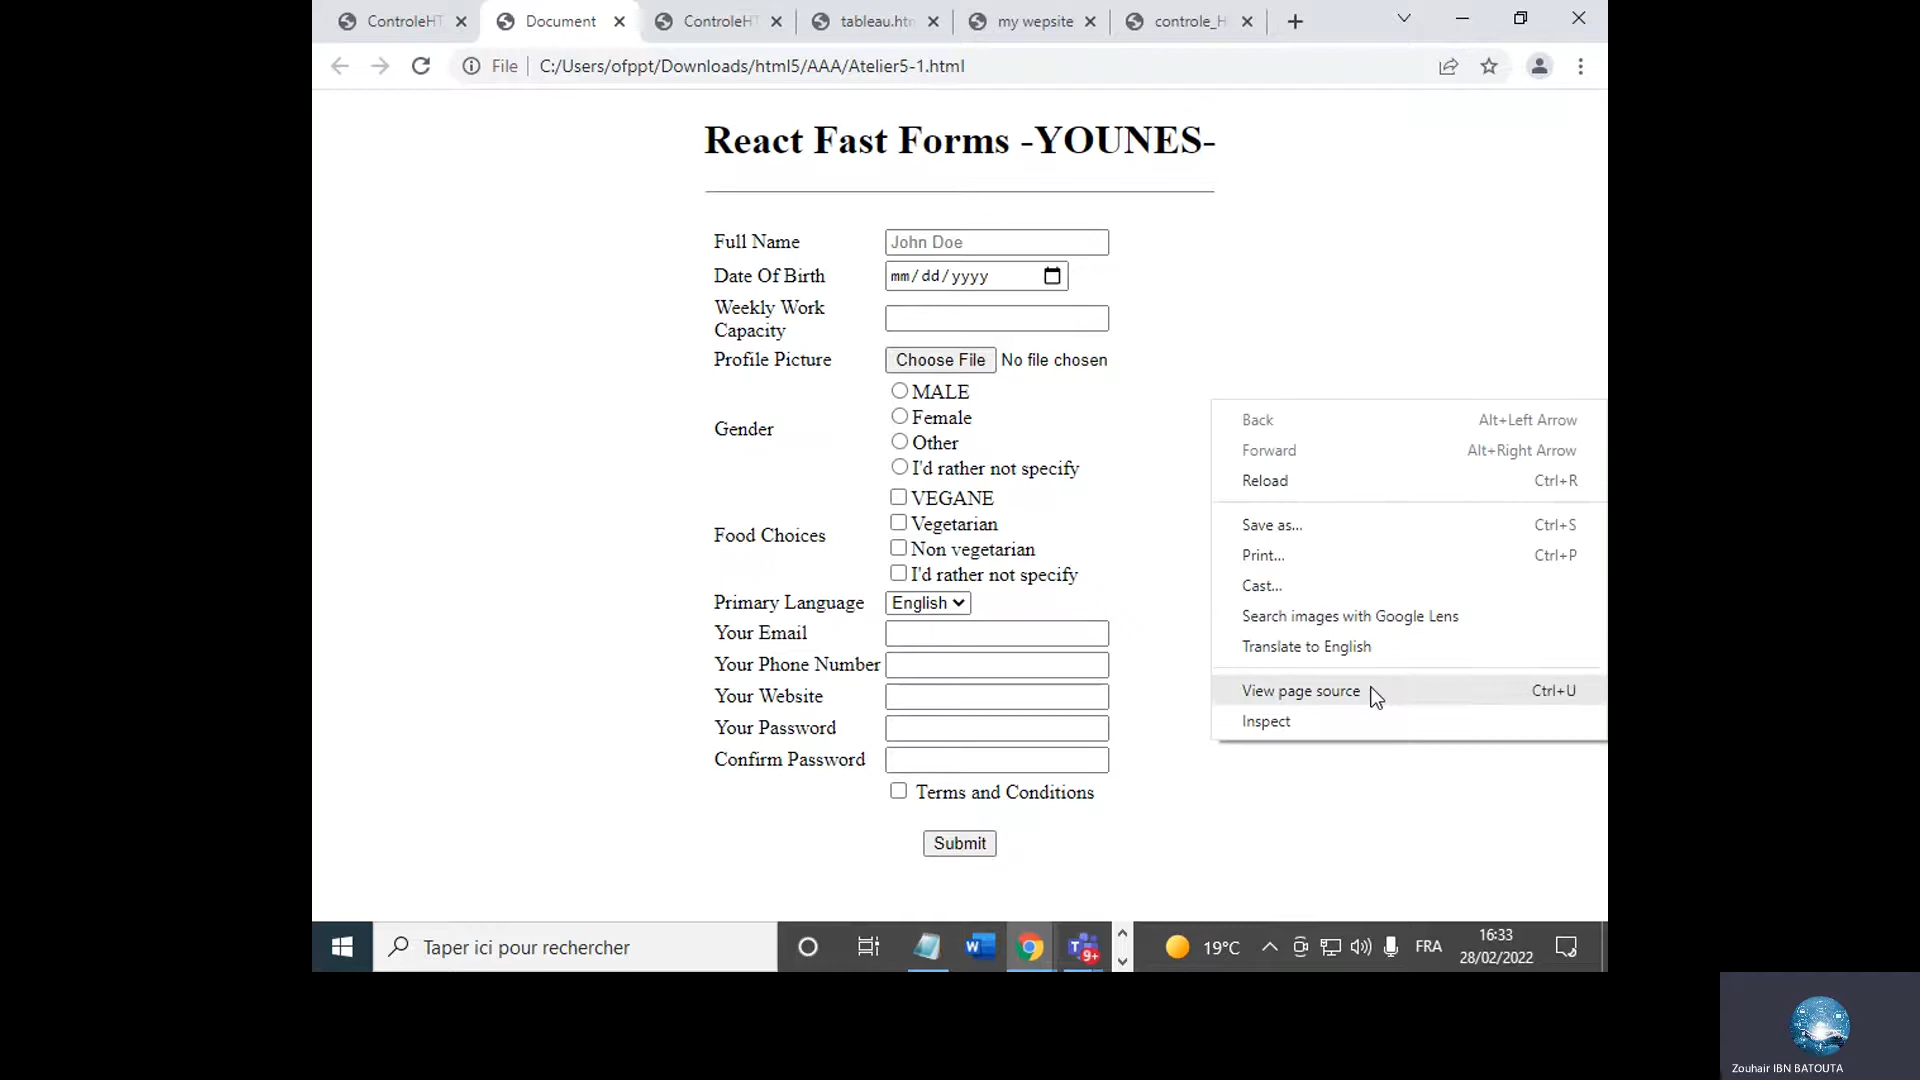 ControleHT
Document
ControleHT
tableau.htm
my wepsite
controle_H
File
C:/Users/ofppt/Downloads/html5/AAA/Atelier5-1.html
React Fast Forms -YOUNES-
Full Name
John Doe
Date Of Birth
mm/dd/yyyy
Weekly Work
Capacity
Profile Picture
Choose File No file chosen
Gender
MALE
Female
Other
I'd rather not specify
Food Choices
VEGANE
Vegetarian
Non vegetarian
I'd rather not specify
Primary Language
English
Your Email
Your Phone Number
Your Website
Your Password
Confirm Password
Terms and Conditions
Submit
Back Alt+Left Arrow
Forward Alt+Right Arrow
Reload Ctrl+R
Save as... Ctrl+S
Print... Ctrl+P
Cast...
Search images with Google Lens
Translate to English
View page source Ctrl+U
Inspect
Taper ici pour rechercher
9+
19°C
FRA
16:33
28/02/2022
Zouhair IBN BATOUTA